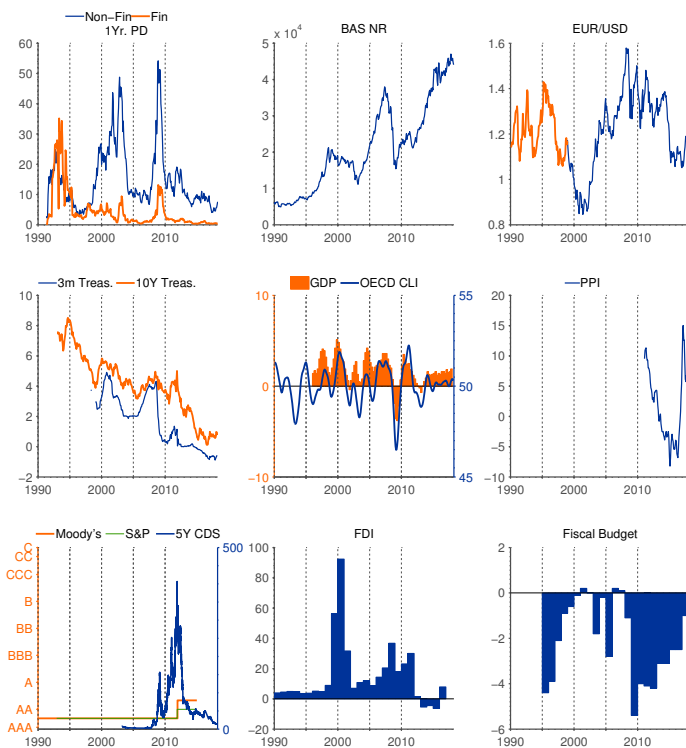 Non-Fin Fin
1Yr. PD
60
50
40
30
20
10
0
1990 2000 2010
BAS NR
5 x 10^4
4
3
2
1
0
1990 2000 2010
EUR/USD
1.6
1.4
1.2
1
0.8
1990 2000 2010
3m Treas. 10Y Treas.
10
8
6
4
2
0
−2
1990 2000 2010
GDP OECD CLI
10
0
−10
55
50
45
1990 2000 2010
PPI
20
15
10
5
0
−5
−10
1990 2000 2010
Moody's S&P 5Y CDS
C
CC
CCC
B
BB
BBB
A
AA
AAA
500
0
1990 2000 2010
FDI
100
80
60
40
20
0
−20
1990 2000 2010
Fiscal Budget
2
0
−2
−4
−6
1990 2000 2010